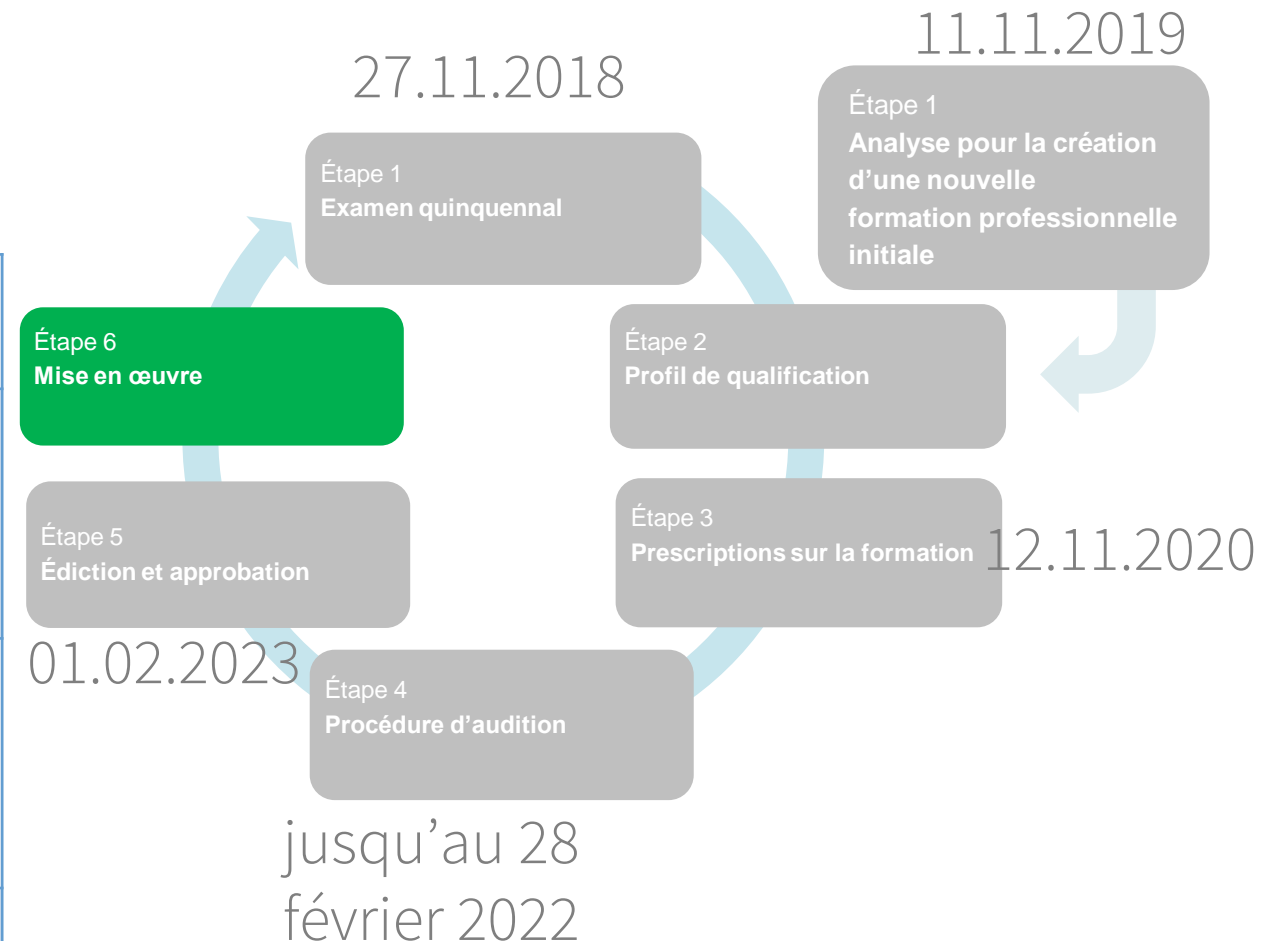 11.11.2019
27.11.2018
Étape 1
Analyse pour la création
d’une nouvelle
formation professionnelle
initiale
Étape 1
Examen quinquennal
Étape 6
Mise en œuvre
Étape 2
Profil de qualification
Étape 5
Édiction et approbation
Étape 3
Prescriptions sur la formation
12.11.2020
01.02.2023
Étape 4
Procédure d’audition
jusqu’au 28
février 2022